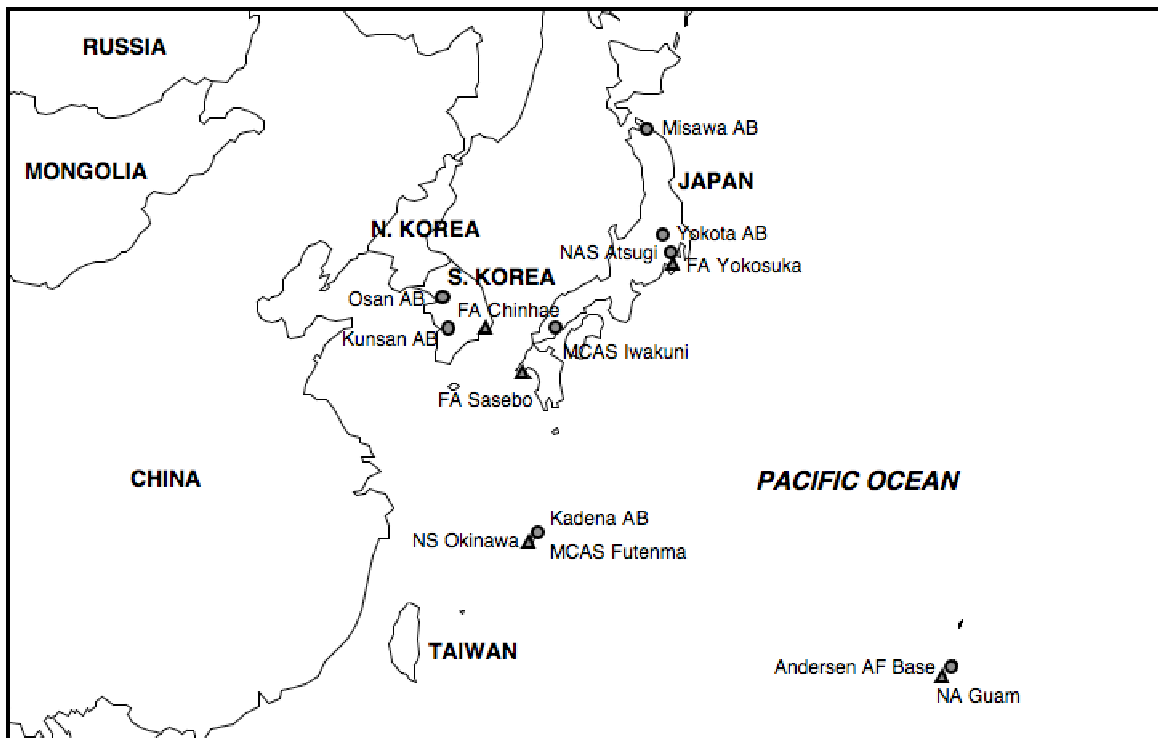 RUSSIA
Misawa AB
MONGOLIA
JAPAN
N. KOREA
Yokota AB
NAS Atsugi
FA Yokosuka
S. KOREA
Osan AB
FA Chinhae
Kunsan AB
MCAS Iwakuni
FA Sasebo
CHINA
PACIFIC OCEAN
Kadena AB
NS Okinawa
MCAS Futenma
TAIWAN
Andersen AF Base
NA Guam